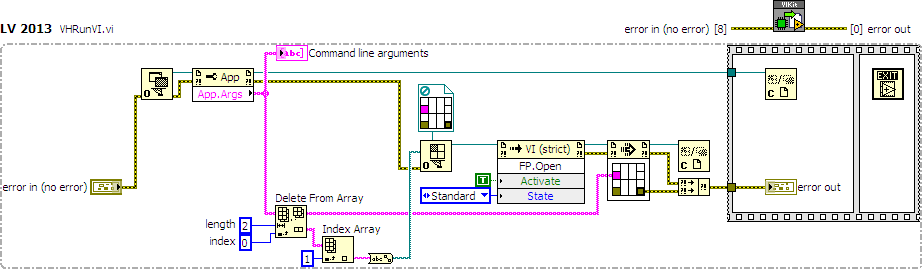 LV 2013 VHRunVI.vi
VIKit
error in (no error) [8]
[0] error out
[abc]
Command line arguments
App
App.Args
error in (no error)
VI (strict)
FP.Open
Activate
State
T
Standard
Delete From Array
length 2
index 0
Index Array
1
EXIT
error out